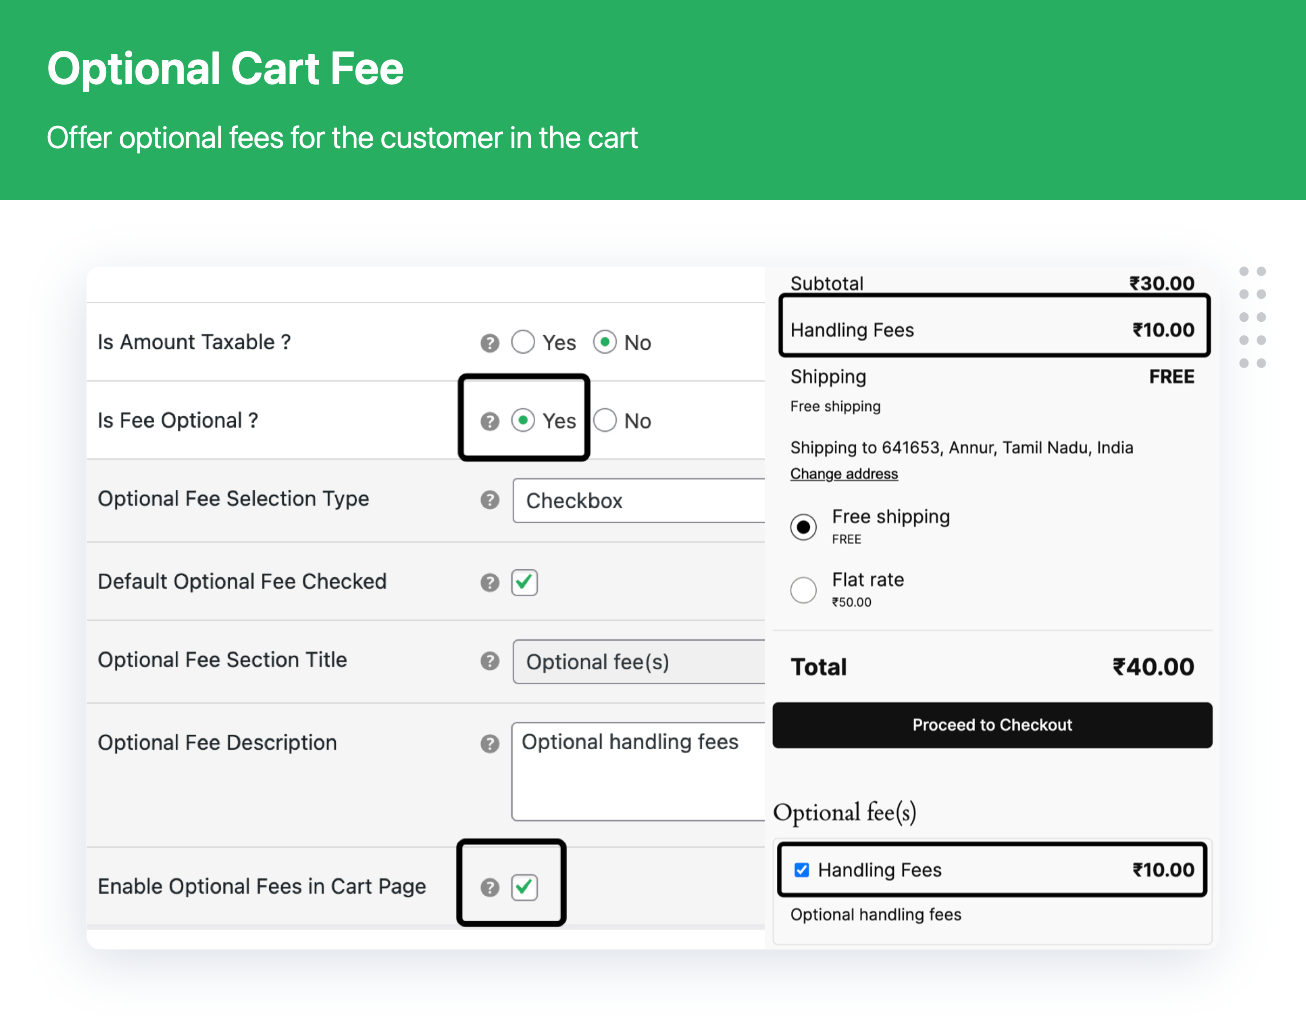 Optional Cart Fee
Offer optional fees for the customer in the cart
Is Amount Taxable ?
? Yes No
Is Fee Optional ?
? Yes No
Optional Fee Selection Type
? Checkbox
Default Optional Fee Checked
?
Optional Fee Section Title
? Optional fee(s)
Optional Fee Description
? Optional handling fees
Enable Optional Fees in Cart Page
?
Subtotal ₹30.00
Handling Fees ₹10.00
Shipping FREE
Free shipping
Shipping to 641653, Annur, Tamil Nadu, India
Change address
Free shipping
FREE
Flat rate
₹50.00
Total ₹40.00
Proceed to Checkout
Optional fee(s)
Handling Fees ₹10.00
Optional handling fees